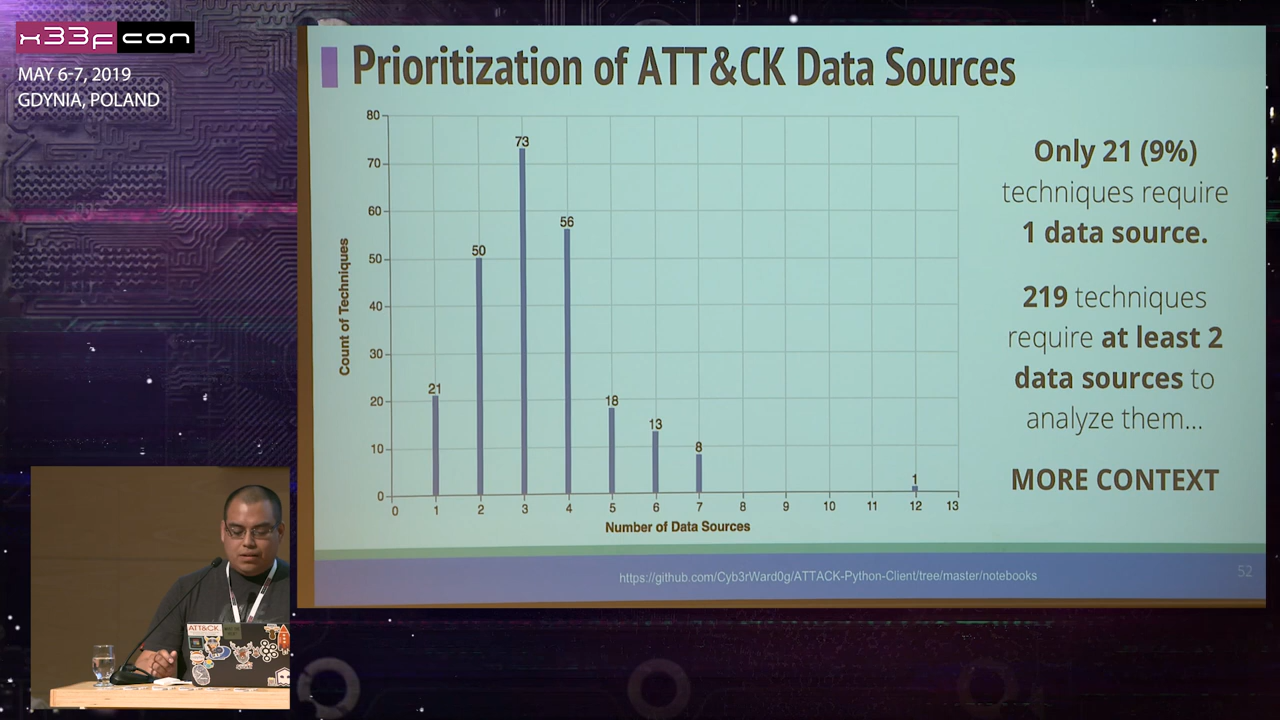 x33fcon
MAY 6-7, 2019
GDYNIA, POLAND
Prioritization of ATT&CK Data Sources
80
70
60
50
40
30
20
10
0
Count of Techniques
21
50
73
56
18
13
8
1
0 1 2 3 4 5 6 7 8 9 10 11 12 13
Number of Data Sources
Only 21 (9%)
techniques require
1 data source.
219 techniques
require at least 2
data sources to
analyze them...
MORE CONTEXT
https://github.com/Cyb3rWard0g/ATTACK-Python-Client/tree/master/notebooks
52
ATT&CK